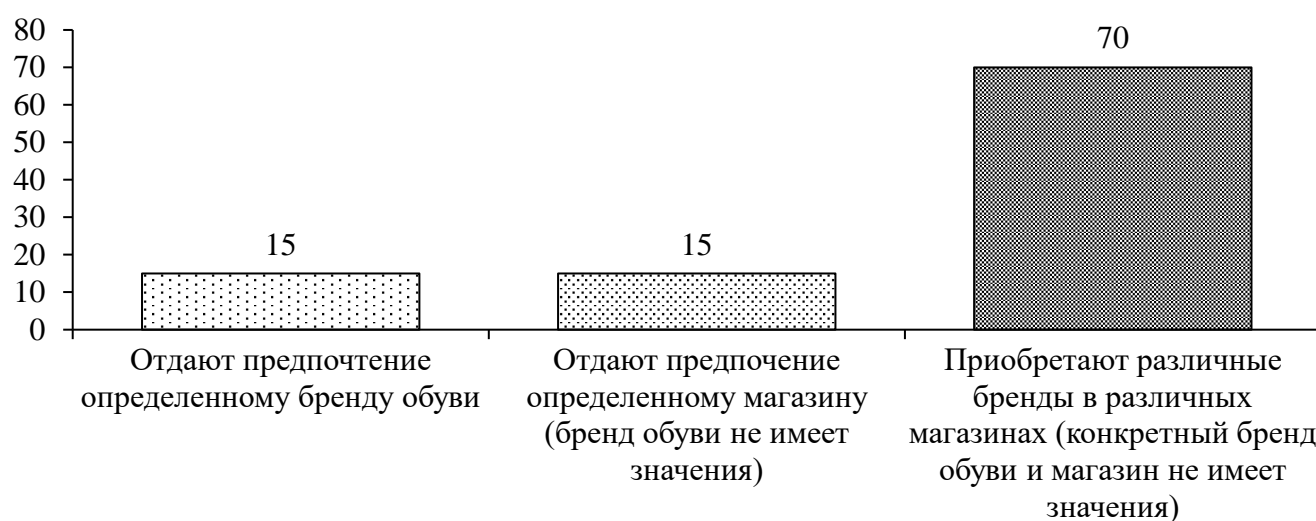 80
70
60
50
40
30
20
10
0
15
15
70
Отдают предпочтение
определенному бренду обуви
Отдают предпочение
определенному магазину
(бренд обуви не имеет
значения)
Приобретают различные
бренды в различных
магазинах (конкретный бренд
обуви и магазин не имеет
значения)